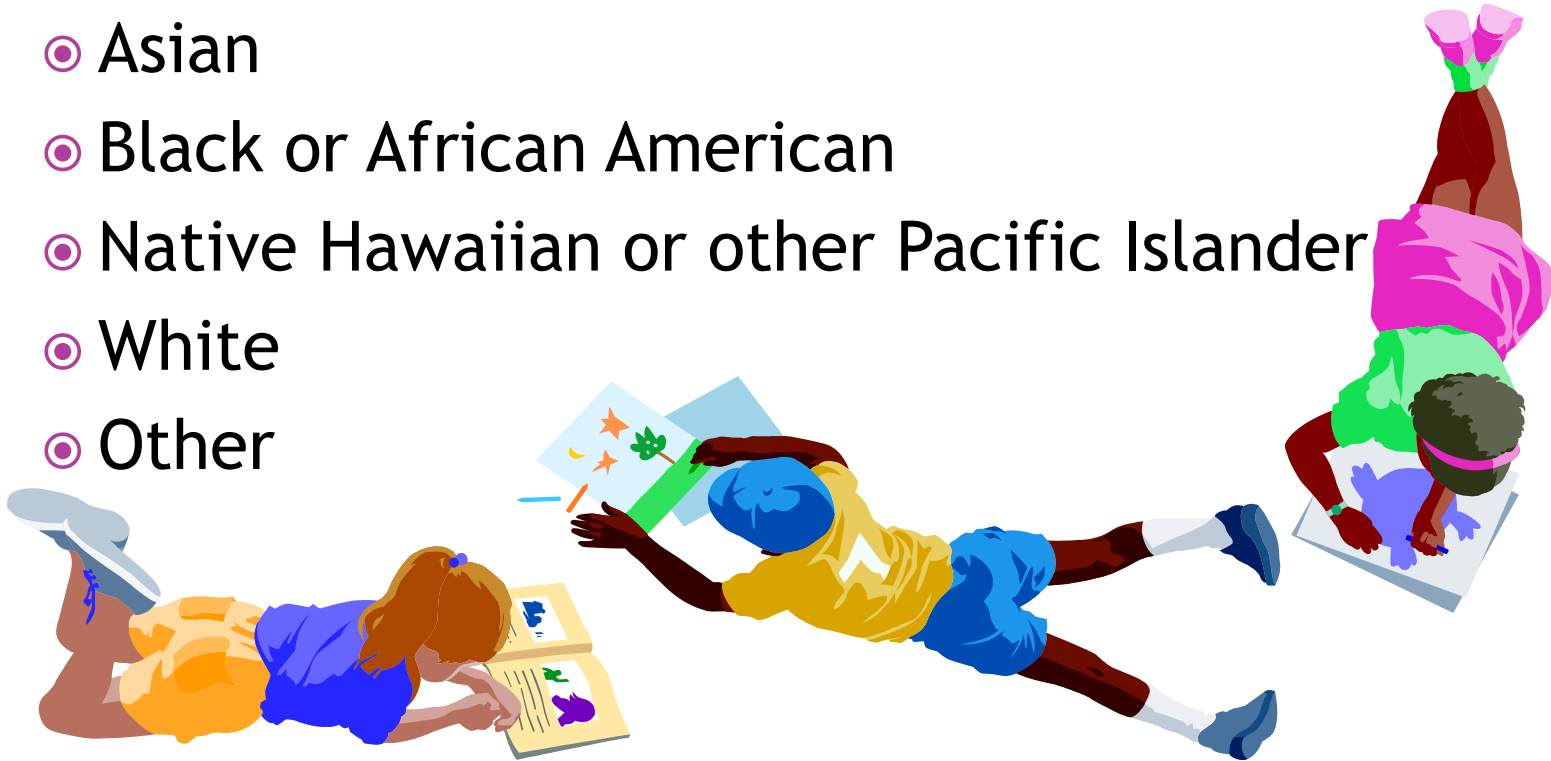 Asian
Black or African American
Native Hawaiian or other Pacific Islander
White
Other